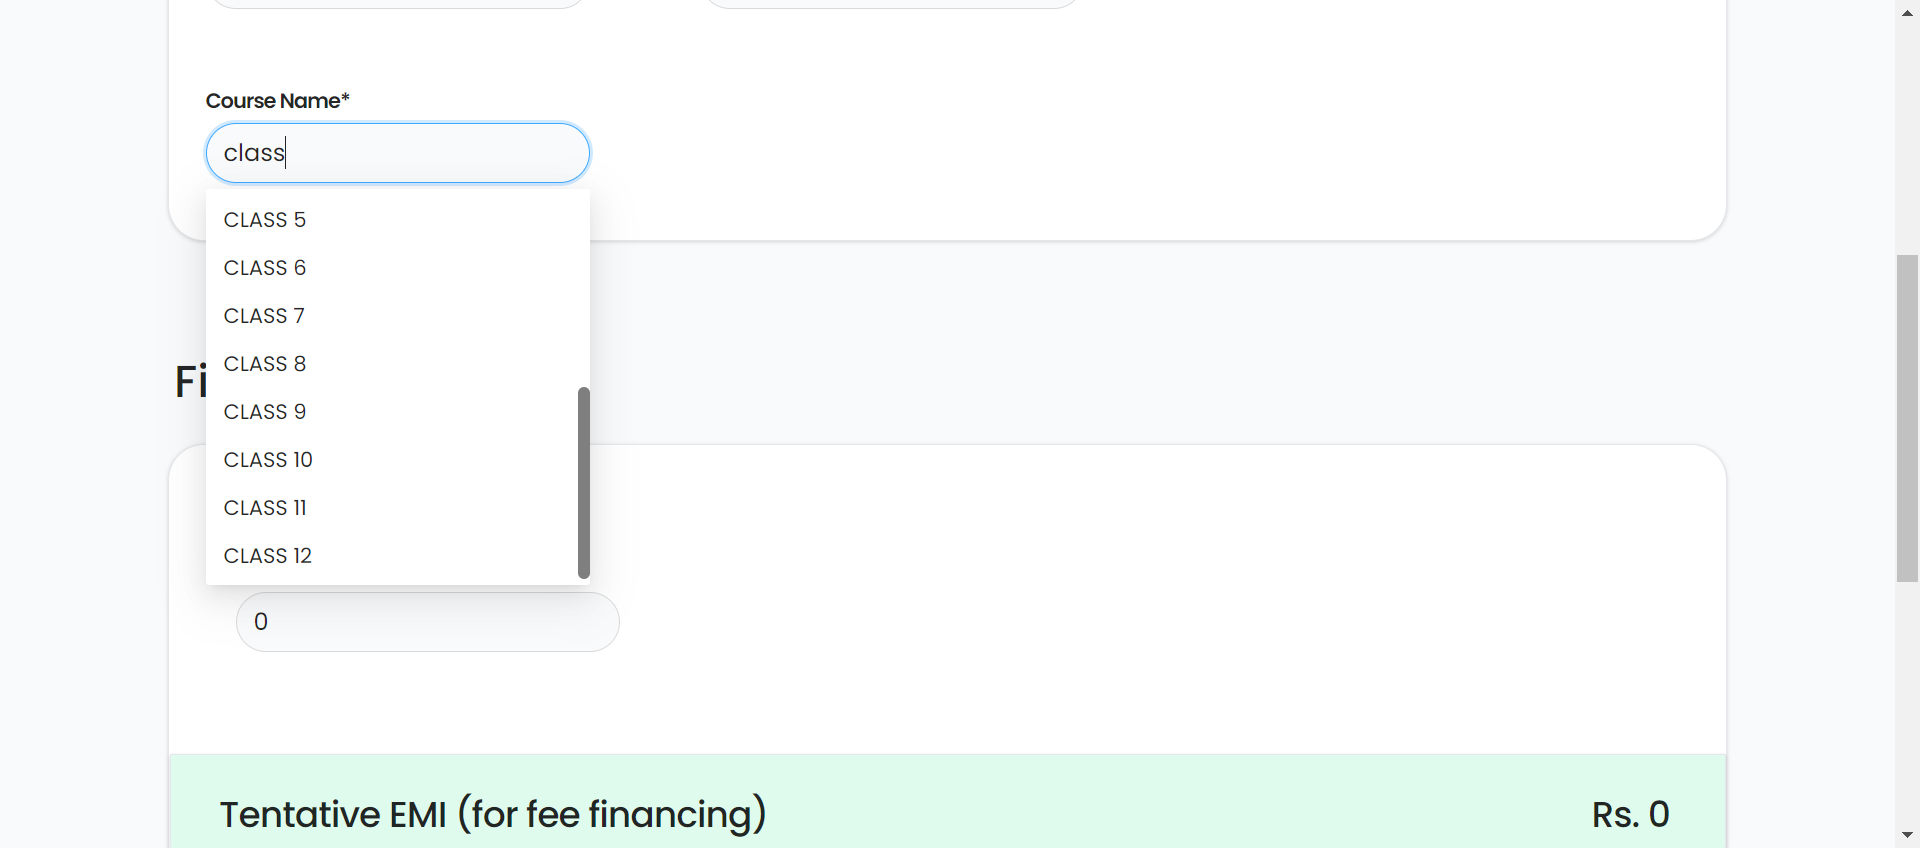 Course Name*
class
CLASS 5
CLASS 6
CLASS 7
CLASS 8
CLASS 9
CLASS 10
CLASS 11
CLASS 12
0
Tentative EMI (for fee financing)
Rs. 0